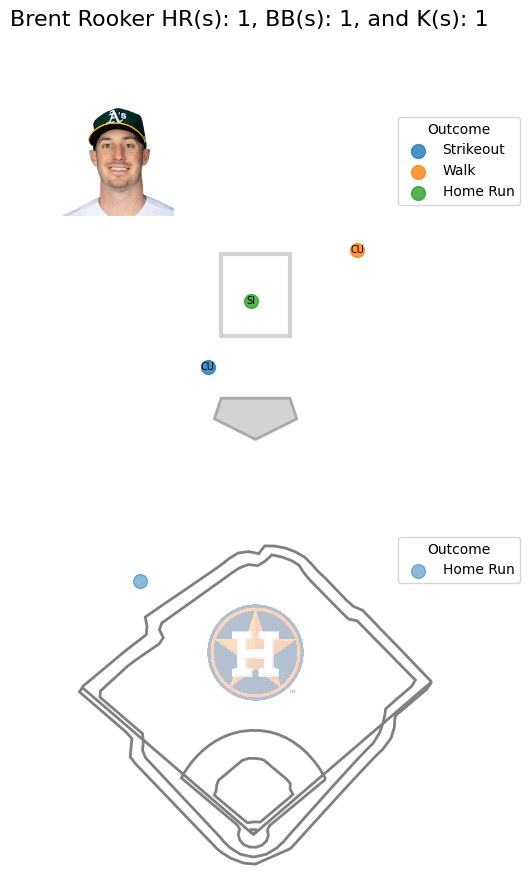 Brent Rooker HR(s): 1, BB(s): 1, and K(s): 1
A's
Outcome
Strikeout
Walk
Home Run
CU
SI
CU
Outcome
Home Run
H
TM